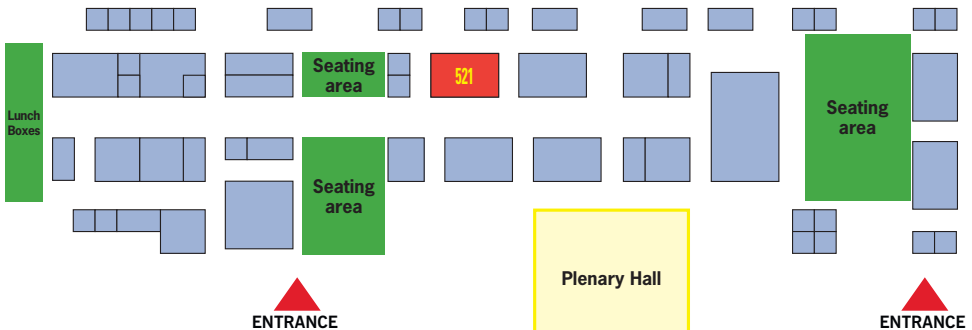 Seating
area
521
Lunch
Boxes
Seating
area
Seating
area
Plenary Hall
ENTRANCE
ENTRANCE